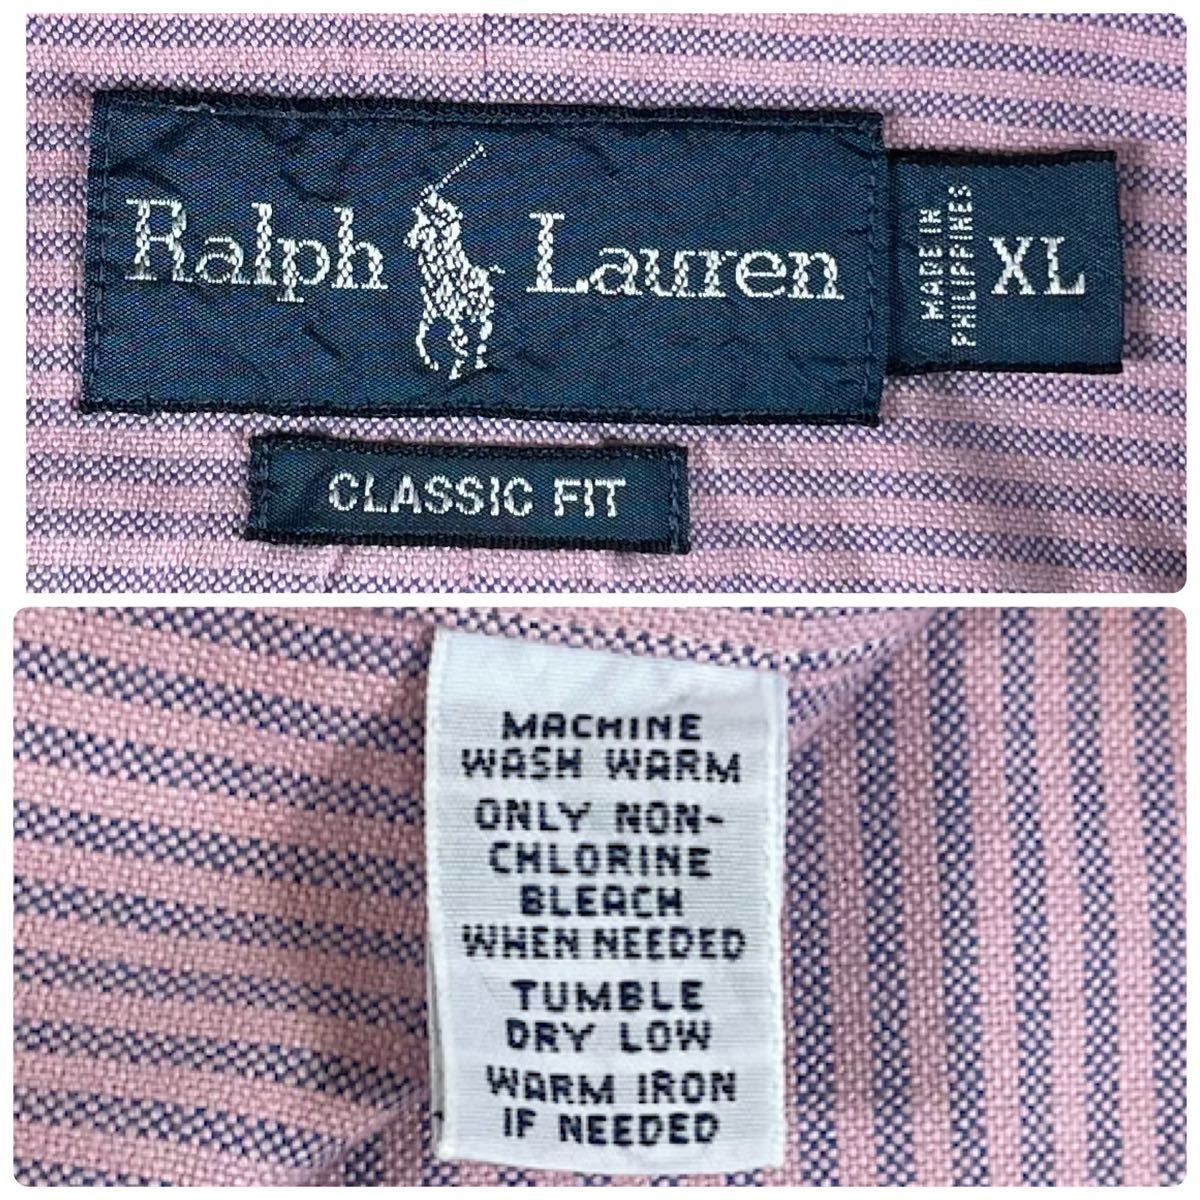 Ralph Lauren
MADE IN
PHILIPPINES
XL
CLASSIC FIT
MACHINE
WASH WARM
ONLY NON-
CHLORINE
BLEACH
WHEN NEEDED
TUMBLE
DRY LOW
WARM IRON
IF NEEDED